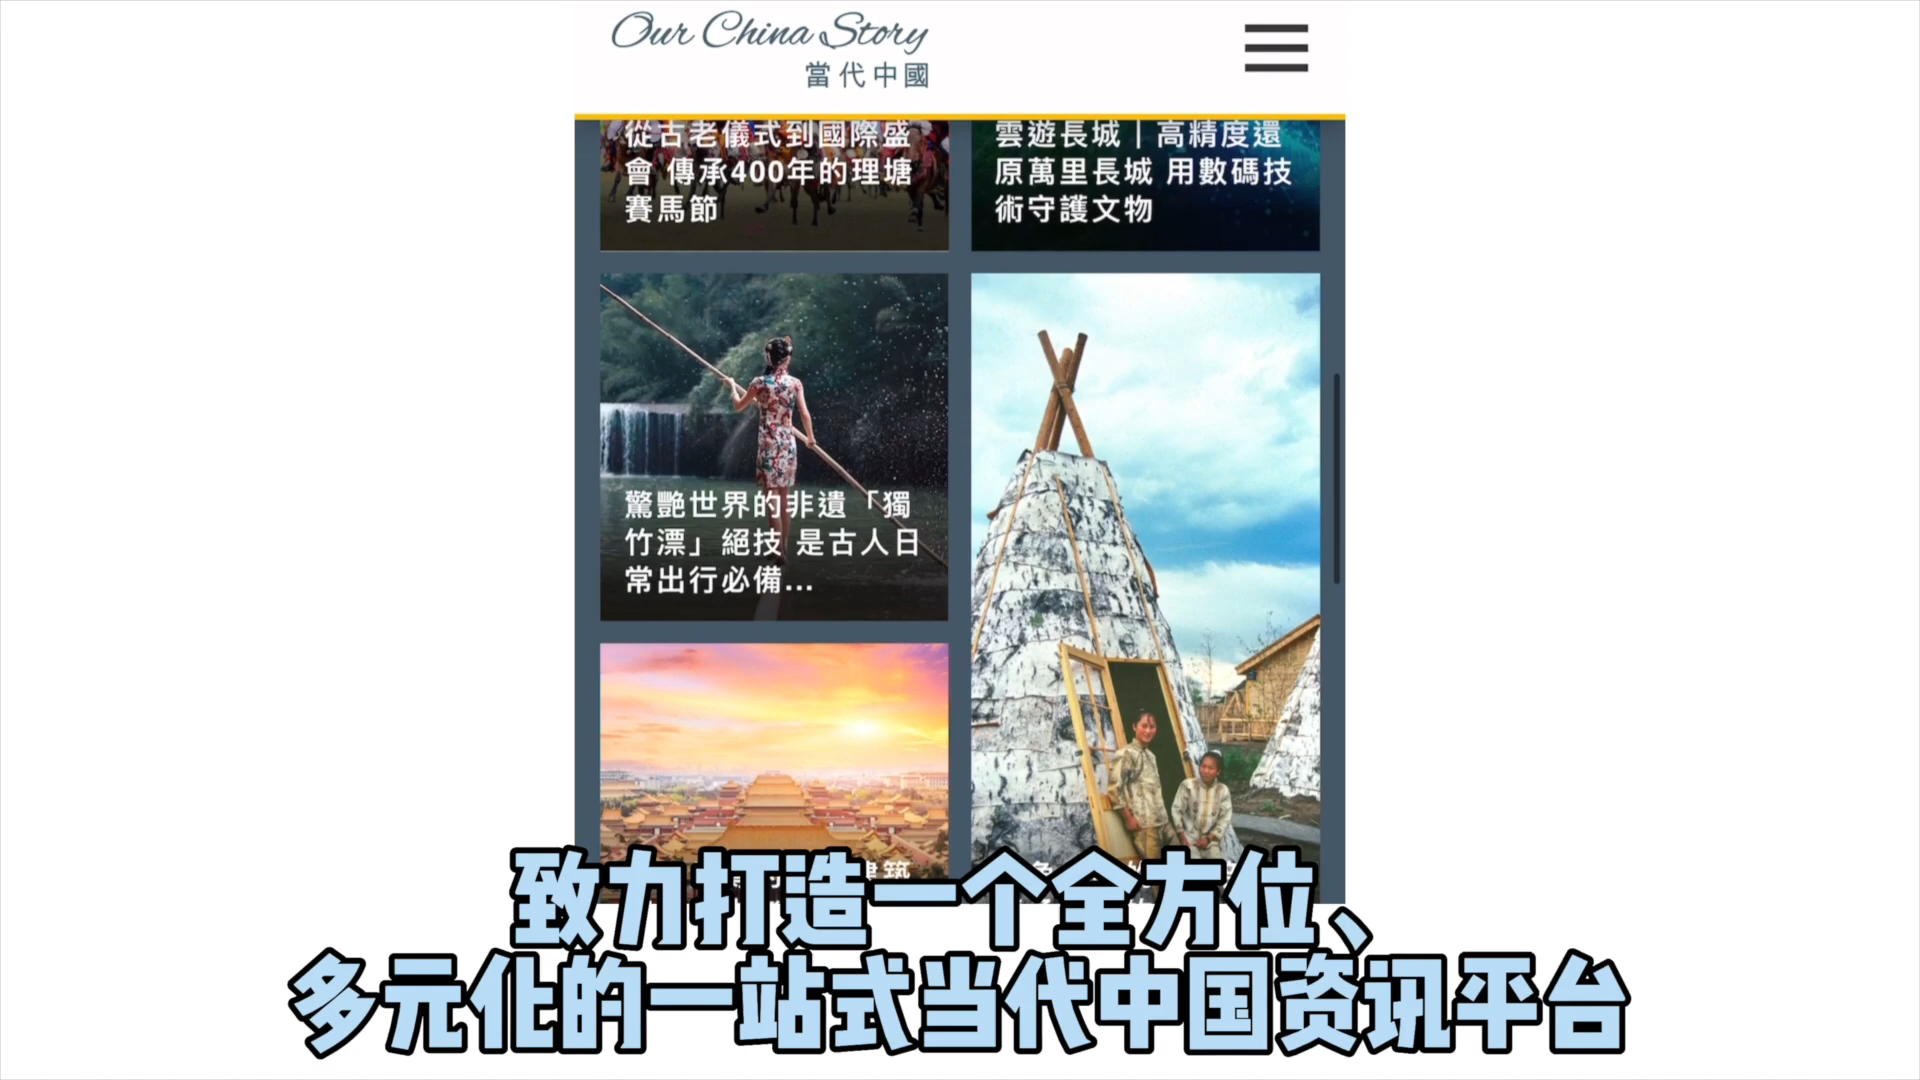 Our China Story
當代中國
從古老儀式到國際盛
會 傳承400年的理塘
賽馬節
雲遊長城｜高精度還
原萬里長城 用數碼技
術守護文物
驚艷世界的非遺「獨
竹漂」絕技 是古人日
常出行必備...
建築
致力打造一个全方位、
多元化的一站式当代中国资讯平台